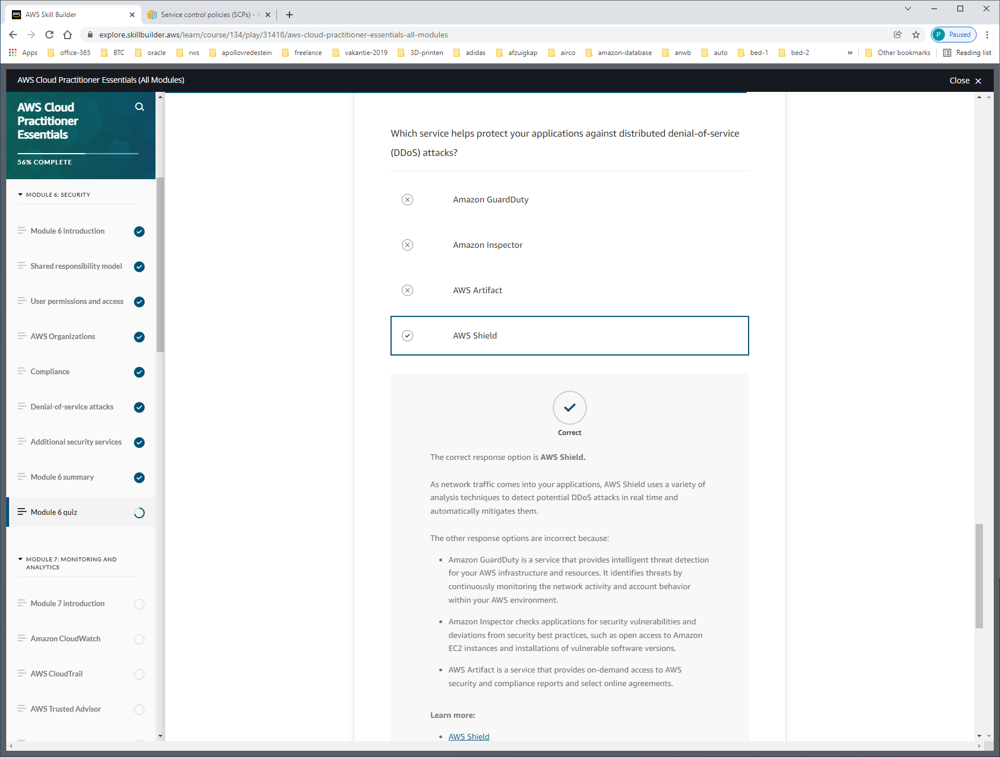 AWS Skill Builder
Service control policies (SCPs) - A
explore.skillbuilder.aws/learn/course/134/play/31418/aws-cloud-practitioner-essentials-all-modules
P Paused
Apps office-365 BTC oracle rws apollovredestein freelance vakantie-2019 3D-printen adidas afzuigkap airco amazon-database anwb auto bed-1 bed-2 » Other bookmarks Reading list
AWS Cloud Practitioner Essentials (All Modules)
Close
AWS Cloud
Practitioner
Essentials
56% COMPLETE
MODULE 6: SECURITY
Module 6 introduction
Shared responsibility model
User permissions and access
AWS Organizations
Compliance
Denial-of-service attacks
Additional security services
Module 6 summary
Module 6 quiz
MODULE 7: MONITORING AND
ANALYTICS
Module 7 introduction
Amazon CloudWatch
AWS CloudTrail
AWS Trusted Advisor
Which service helps protect your applications against distributed denial-of-service
(DDoS) attacks?
Amazon GuardDuty
Amazon Inspector
AWS Artifact
AWS Shield
Correct
The correct response option is AWS Shield.
As network traffic comes into your applications, AWS Shield uses a variety of
analysis techniques to detect potential DDoS attacks in real time and
automatically mitigates them.
The other response options are incorrect because:
• Amazon GuardDuty is a service that provides intelligent threat detection
for your AWS infrastructure and resources. It identifies threats by
continuously monitoring the network activity and account behavior
within your AWS environment.
• Amazon Inspector checks applications for security vulnerabilities and
deviations from security best practices, such as open access to Amazon
EC2 instances and installations of vulnerable software versions.
• AWS Artifact is a service that provides on-demand access to AWS
security and compliance reports and select online agreements.
Learn more:
• AWS Shield